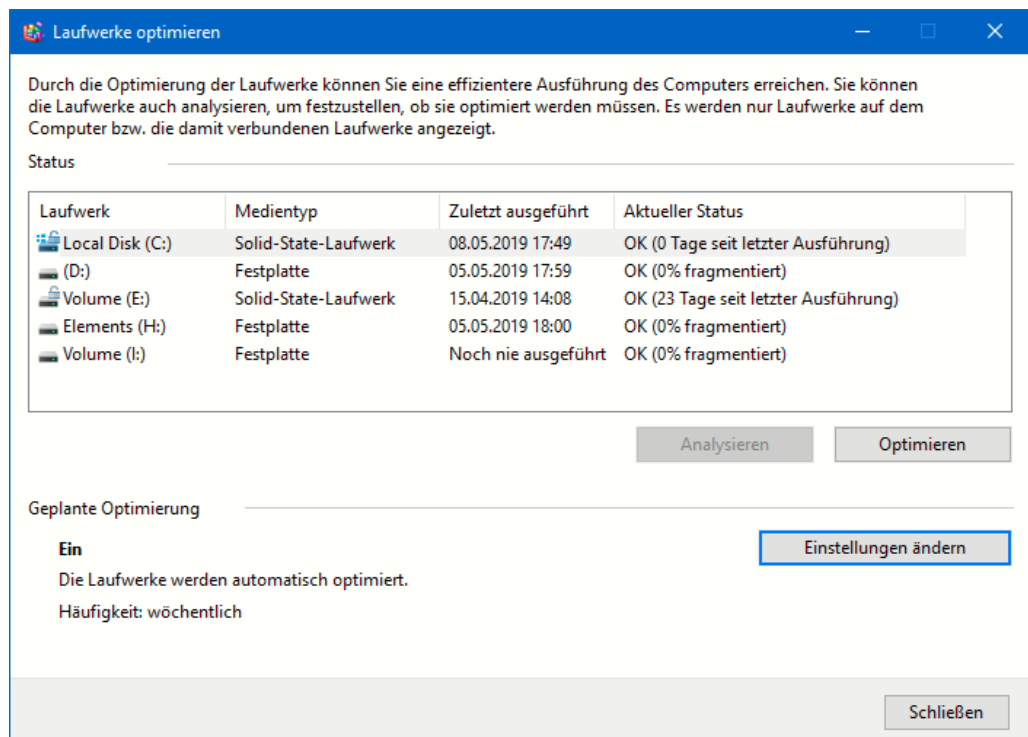 Laufwerke optimieren
Durch die Optimierung der Laufwerke können Sie eine effizientere Ausführung des Computers erreichen. Sie können
die Laufwerke auch analysieren, um festzustellen, ob sie optimiert werden müssen. Es werden nur Laufwerke auf dem
Computer bzw. die damit verbundenen Laufwerke angezeigt.
Status
Laufwerk Medientyp Zuletzt ausgeführt Aktueller Status
Local Disk (C:) Solid-State-Laufwerk 08.05.2019 17:49 OK (0 Tage seit letzter Ausführung)
(D:) Festplatte 05.05.2019 17:59 OK (0% fragmentiert)
Volume (E:) Solid-State-Laufwerk 15.04.2019 14:08 OK (23 Tage seit letzter Ausführung)
Elements (H:) Festplatte 05.05.2019 18:00 OK (0% fragmentiert)
Volume (I:) Festplatte Noch nie ausgeführt OK (0% fragmentiert)
Analysieren Optimieren
Geplante Optimierung
Ein Einstellungen ändern
Die Laufwerke werden automatisch optimiert.
Häufigkeit: wöchentlich
Schließen